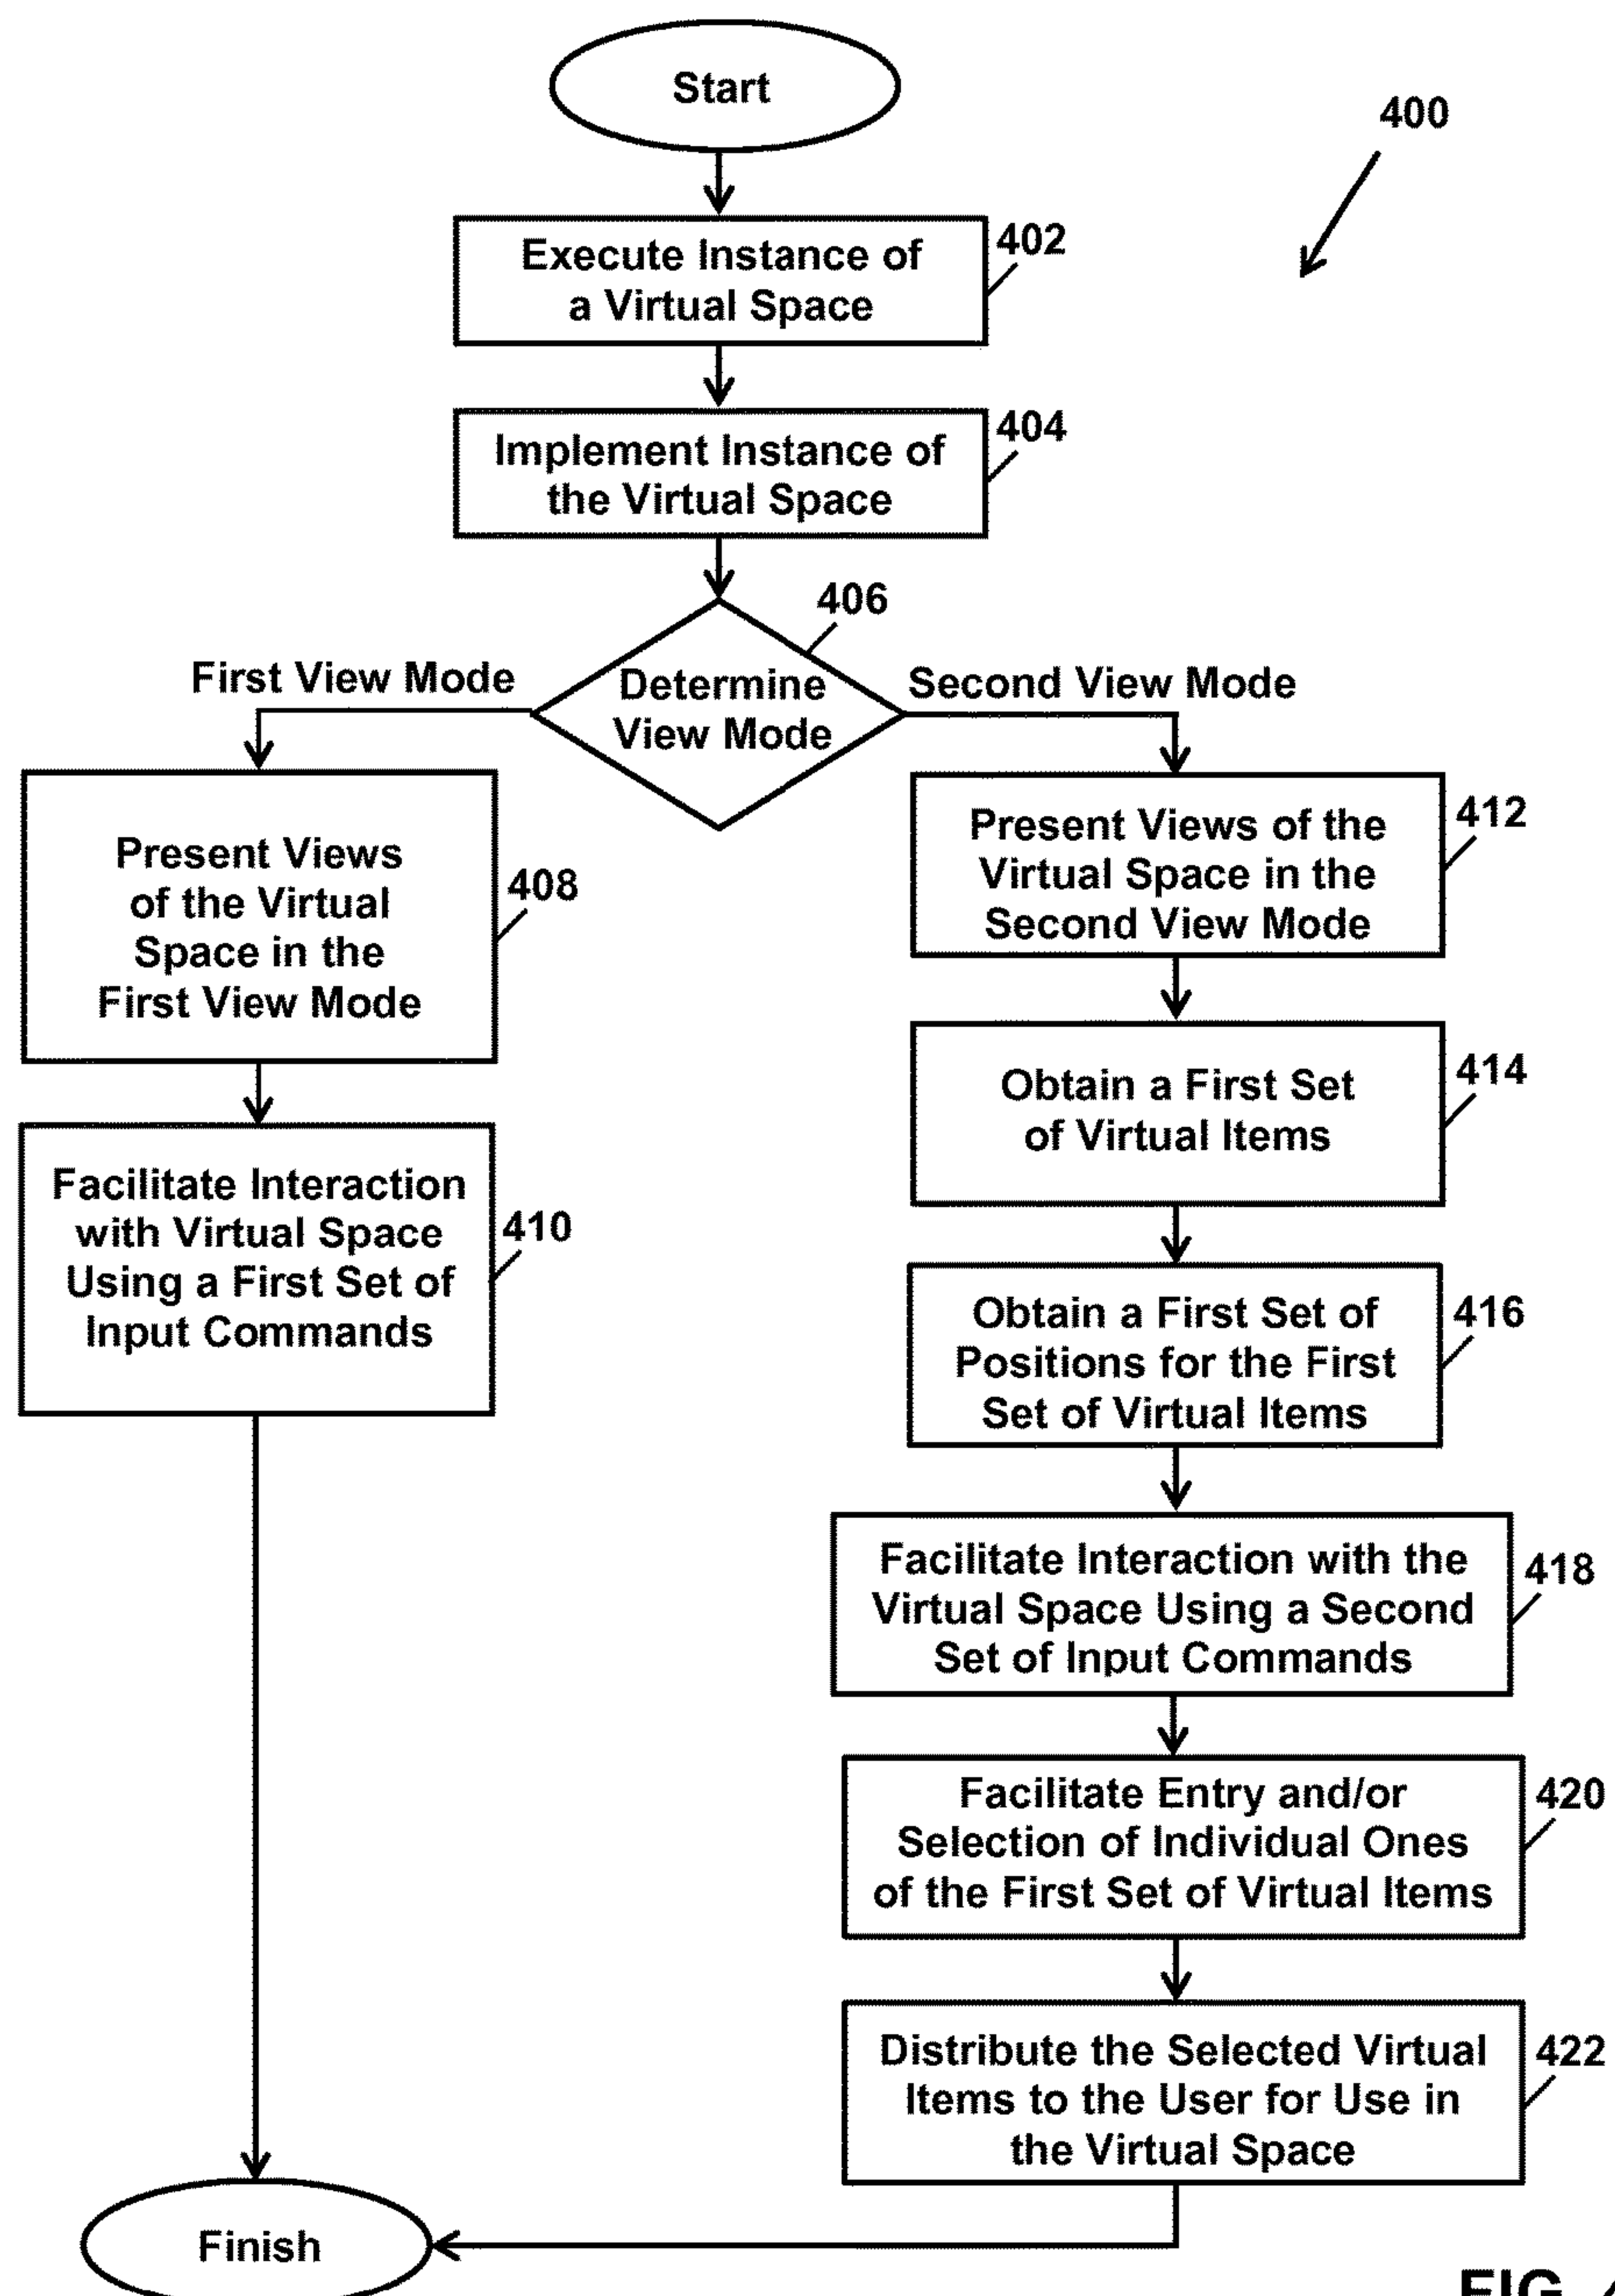 Start
400
Execute Instance of
a Virtual Space
402
Implement Instance of
the Virtual Space
404
406
First View Mode
Determine
View Mode
Second View Mode
Present Views
of the Virtual
Space in the
First View Mode
408
Facilitate Interaction
with Virtual Space
Using a First Set of
Input Commands
410
Present Views of the
Virtual Space in the
Second View Mode
412
Obtain a First Set
of Virtual Items
414
Obtain a First Set of
Positions for the First
Set of Virtual Items
416
Facilitate Interaction with the
Virtual Space Using a Second
Set of Input Commands
418
Facilitate Entry and/or
Selection of Individual Ones
of the First Set of Virtual Items
420
Distribute the Selected Virtual
Items to the User for Use in
the Virtual Space
422
Finish
FIG.